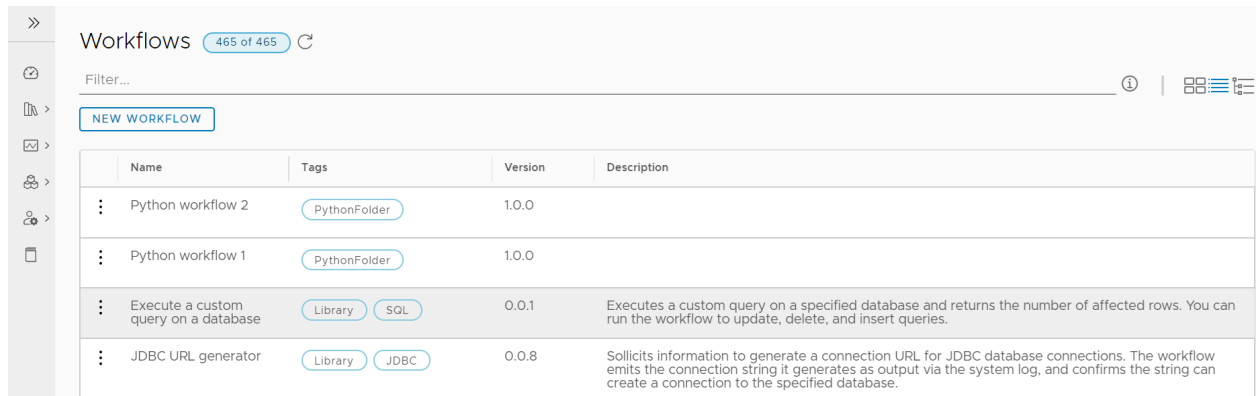 Workflows 465 of 465
Filter...
NEW WORKFLOW
Name Tags Version Description
Python workflow 2 PythonFolder 1.0.0
Python workflow 1 PythonFolder 1.0.0
Execute a custom query on a database Library SQL 0.0.1 Executes a custom query on a specified database and returns the number of affected rows. You can
run the workflow to update, delete, and insert queries.
JDBC URL generator Library JDBC 0.0.8 Sollicits information to generate a connection URL for JDBC database connections. The workflow
emits the connection string it generates as output via the system log, and confirms the string can
create a connection to the specified database.